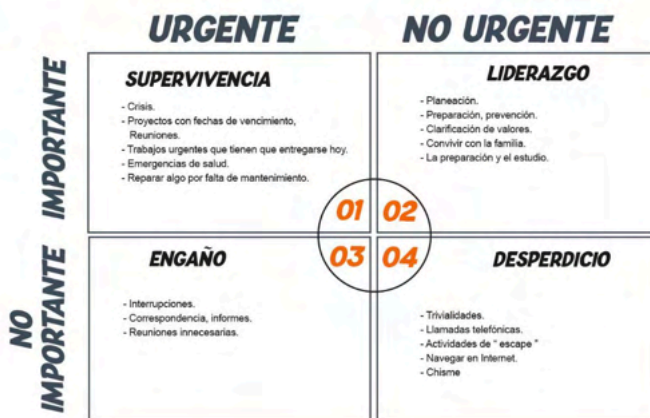 URGENTE
NO URGENTE
IMPORTANTE
SUPERVIVENCIA
- Crisis.
- Proyectos con fechas de vencimiento,
Reuniones.
- Trabajos urgentes que tienen que entregarse hoy.
- Emergencias de salud.
- Reparar algo por falta de mantenimiento.
01
LIDERAZGO
- Planeación.
- Preparación, prevención.
- Clarificación de valores.
- Convivir con la familia.
- La preparación y el estudio.
02
NO
IMPORTANTE
ENGAÑO
- Interrupciones.
- Correspondencia, informes.
- Reuniones innecesarias.
03
DESPERDICIO
- Trivialidades.
- Llamadas telefónicas.
- Actividades de " escape "
- Navegar en Internet.
- Chisme
04